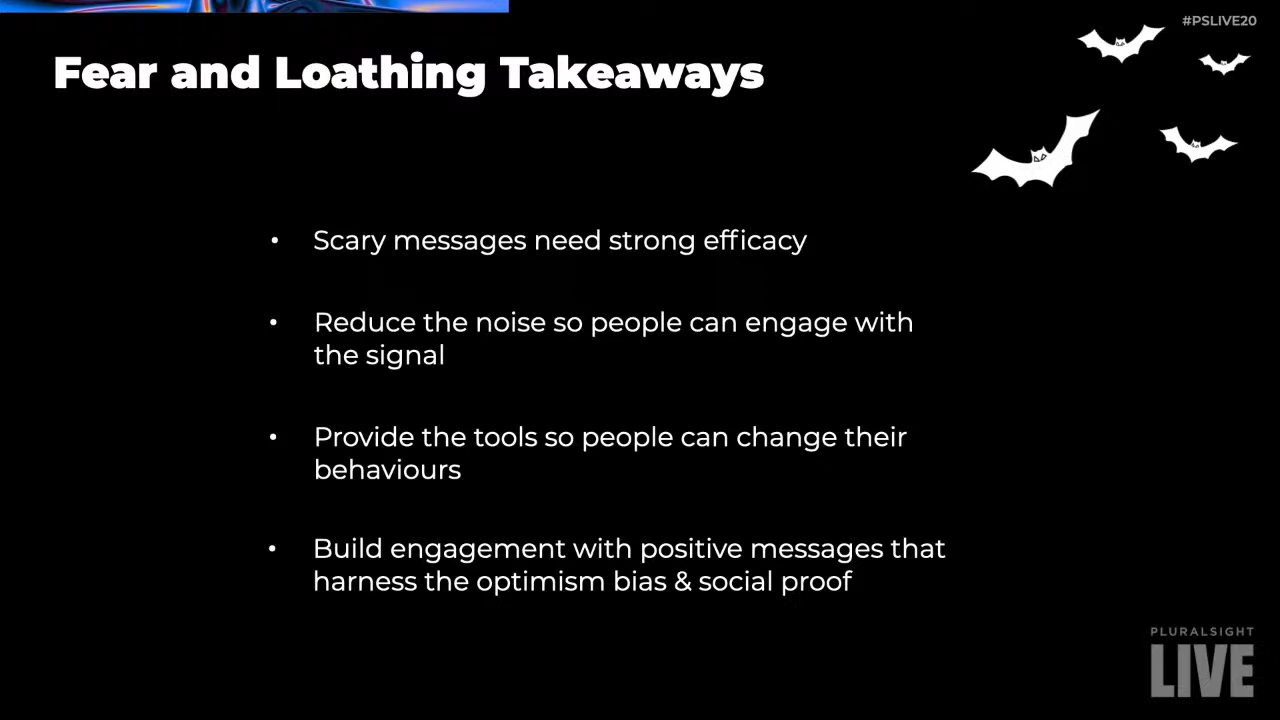 #PSLIVE20
Fear and Loathing Takeaways
• Scary messages need strong efficacy
• Reduce the noise so people can engage with
the signal
• Provide the tools so people can change their
behaviours
• Build engagement with positive messages that
harness the optimism bias & social proof
PLURALSIGHT
LIVE